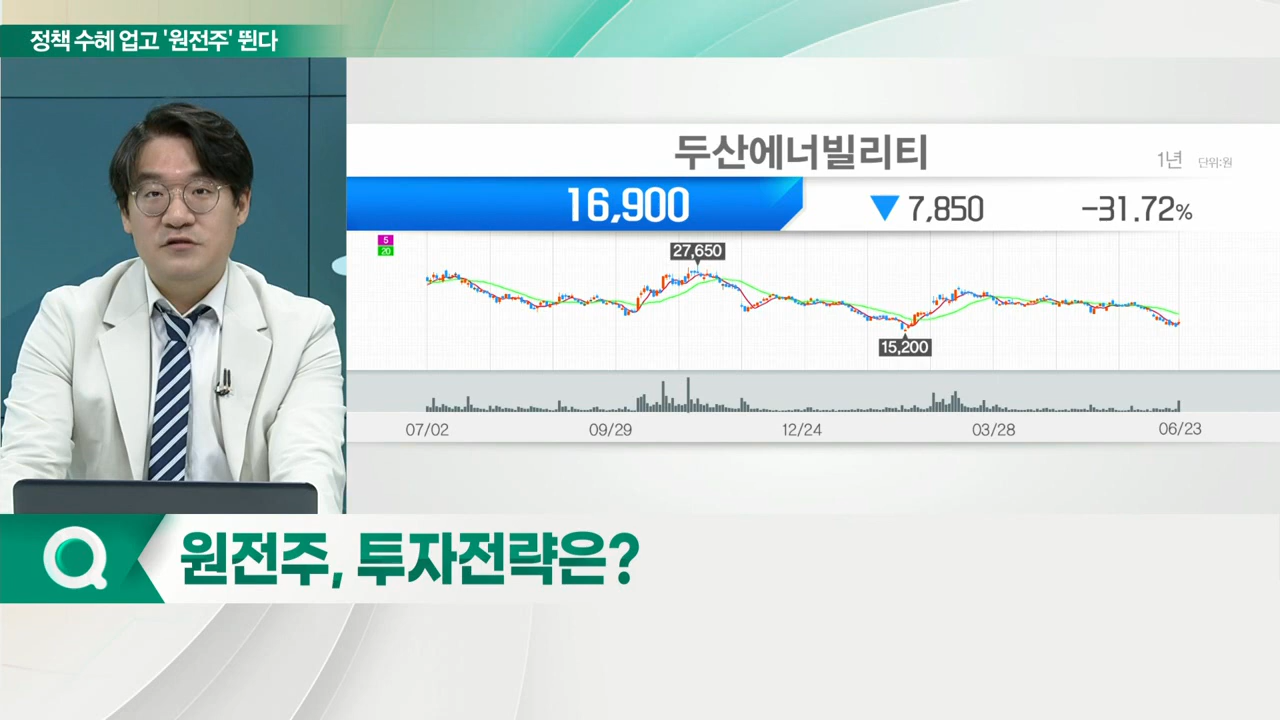 정책 수혜 업고 '원전주' 뛴다
두산에너빌리티
1년 단위:원
16,900 ▼ 7,850 -31.72%
5
20
27,650
15,200
07/02 09/29 12/24 03/28 06/23
Q 원전주, 투자전략은?